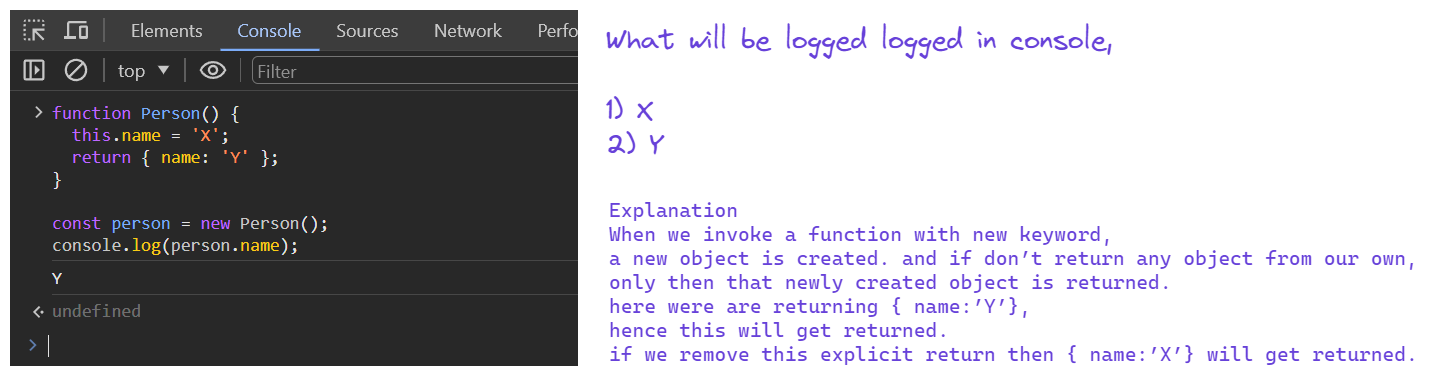 Elements Console Sources Network Perfo
top Filter
> function Person() {
this.name = 'X';
return { name: 'Y' };
}
const person = new Person();
console.log(person.name);
Y
undefined
>
What will be logged logged in console,
1) X
2) Y
Explanation
When we invoke a function with new keyword,
a new object is created. and if don’t return any object from our own,
only then that newly created object is returned.
here were are returning { name:’Y’},
hence this will get returned.
if we remove this explicit return then { name:’X’} will get returned.